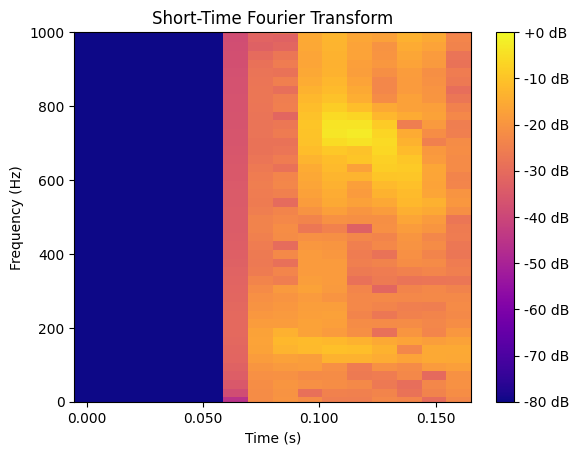 Short-Time Fourier Transform
1000
800
600
400
200
0
Frequency (Hz)
0.000
0.050
0.100
0.150
Time (s)
+0 dB
-10 dB
-20 dB
-30 dB
-40 dB
-50 dB
-60 dB
-70 dB
-80 dB